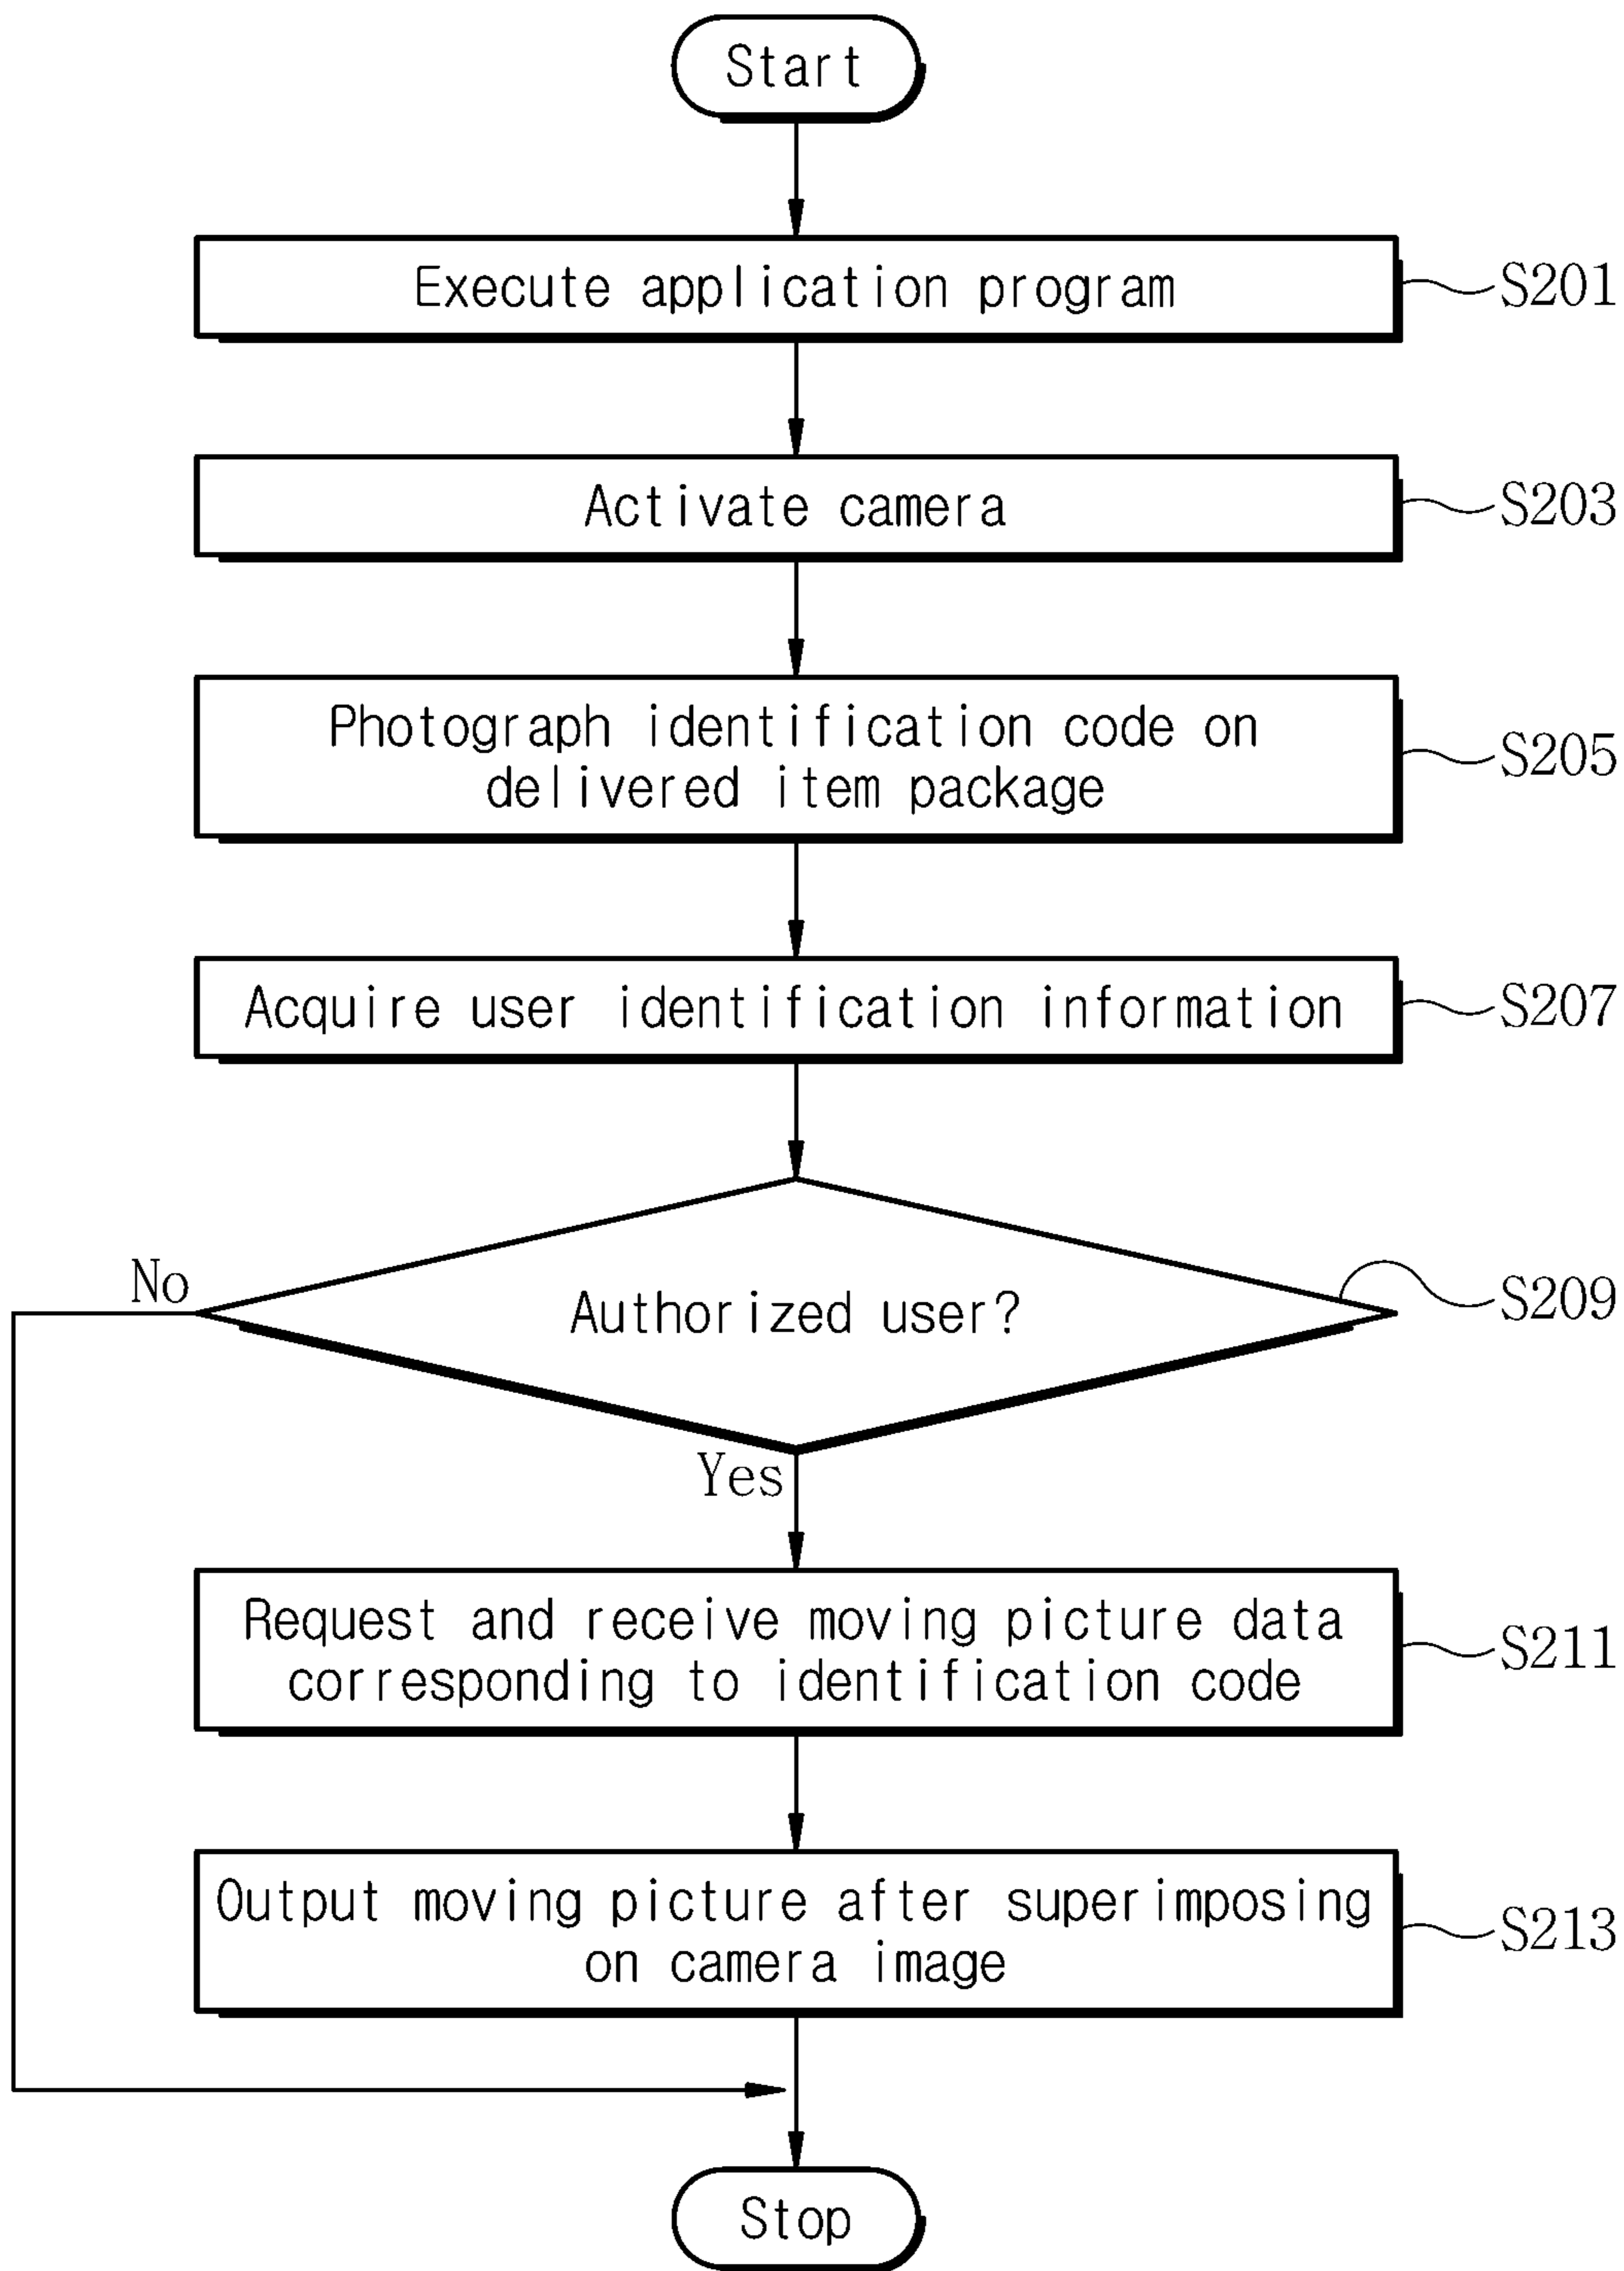 Start
Execute application program
S201
Activate camera
S203
Photograph identification code on
delivered item package
S205
Acquire user identification information
S207
No
Authorized user?
S209
Yes
Request and receive moving picture data
corresponding to identification code
S211
Output moving picture after superimposing
on camera image
S213
Stop